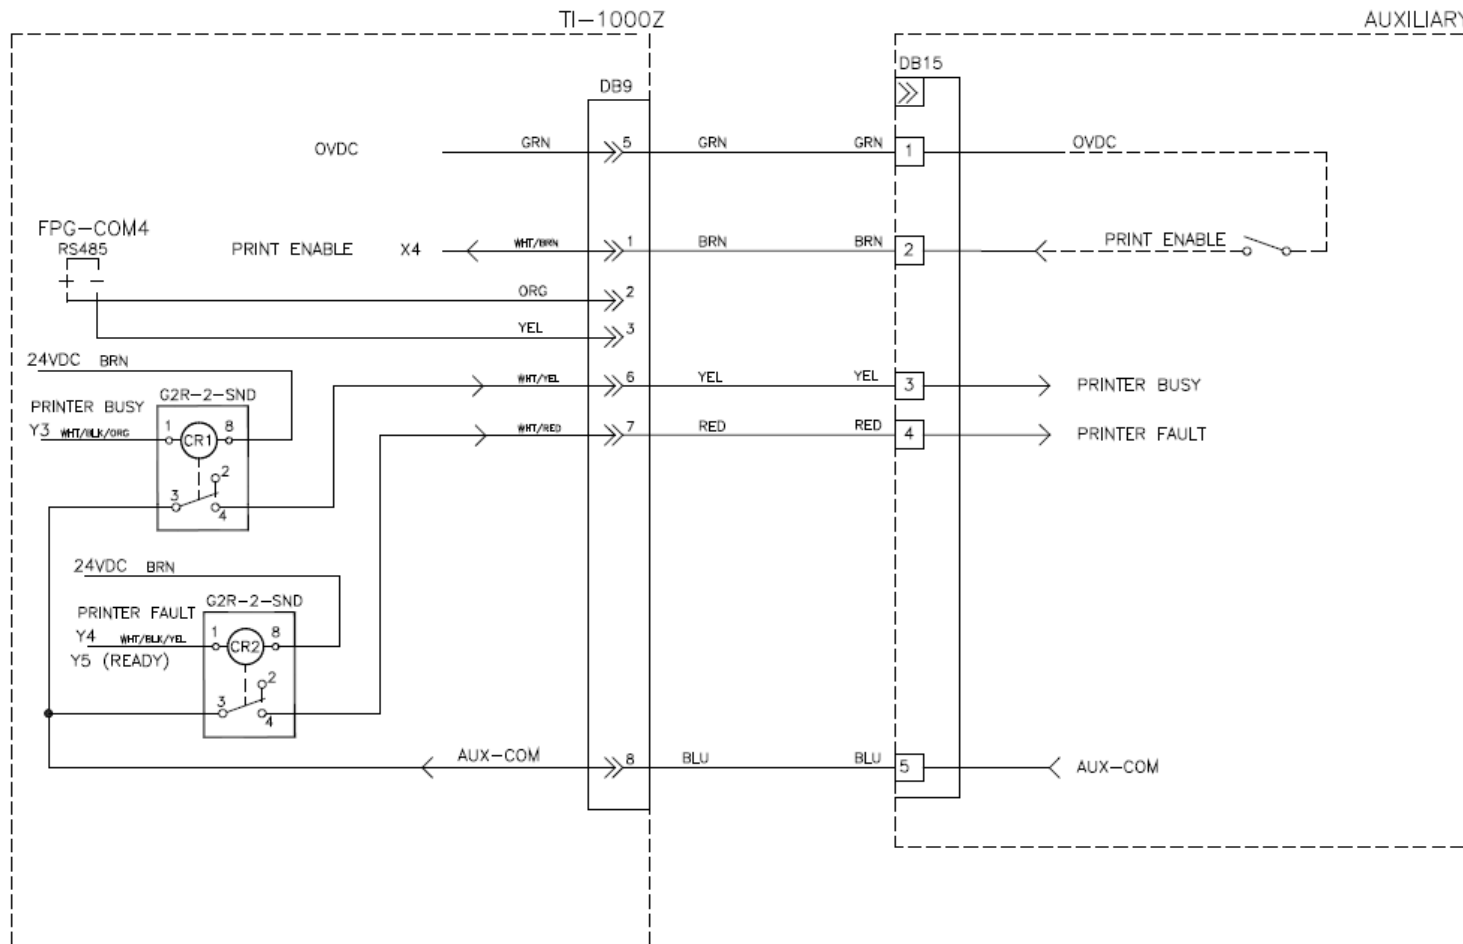 TI-1000Z
AUXILIARY
DB15
DB9
0VDC GRN 5 GRN GRN 1 0VDC
FPG-COM4
RS485
+ -
PRINT ENABLE X4 WHT/BRN 1 BRN BRN 2 PRINT ENABLE
ORG 2
YEL 3
24VDC BRN
G2R-2-SND
PRINTER BUSY
Y3 WHT/BLK/ORG 1 CR1 8
2
3
4
WHT/YEL 6 YEL YEL 3 PRINTER BUSY
WHT/RED 7 RED RED 4 PRINTER FAULT
24VDC BRN
G2R-2-SND
PRINTER FAULT
Y4 WHT/BLK/YEL 1 CR2 8
Y5 (READY)
2
3
4
AUX-COM 8 BLU BLU 5 AUX-COM